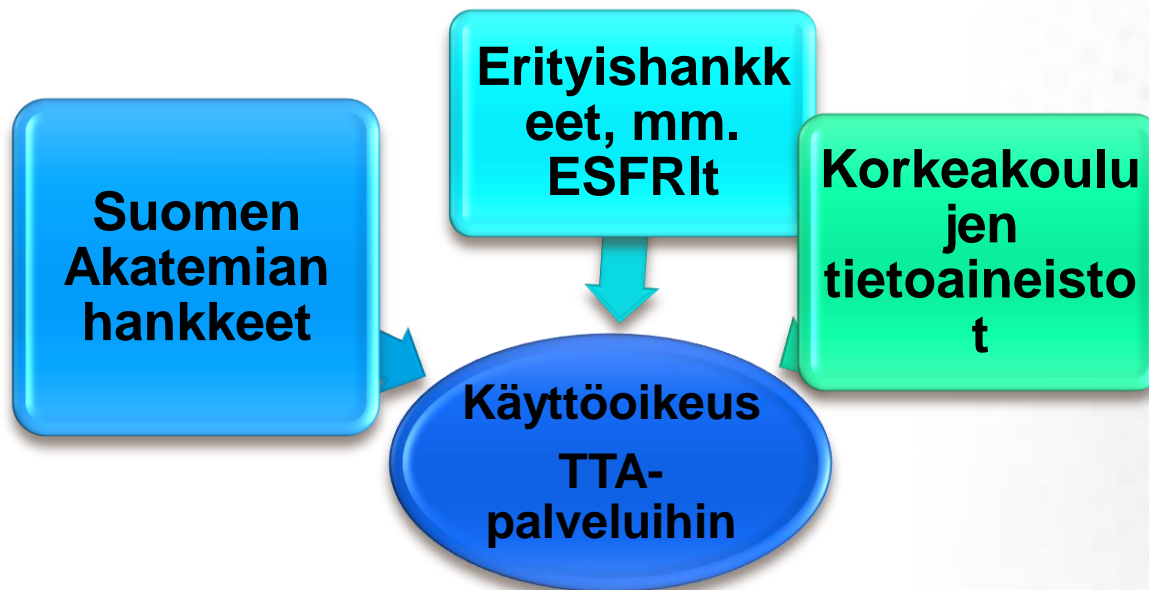 Suomen
Akatemian
hankkeet
Erityishankk
eet, mm.
ESFRIt
Korkeakoulu
jen
tietoaineisto
t
Käyttöoikeus
TTA-
palveluihin